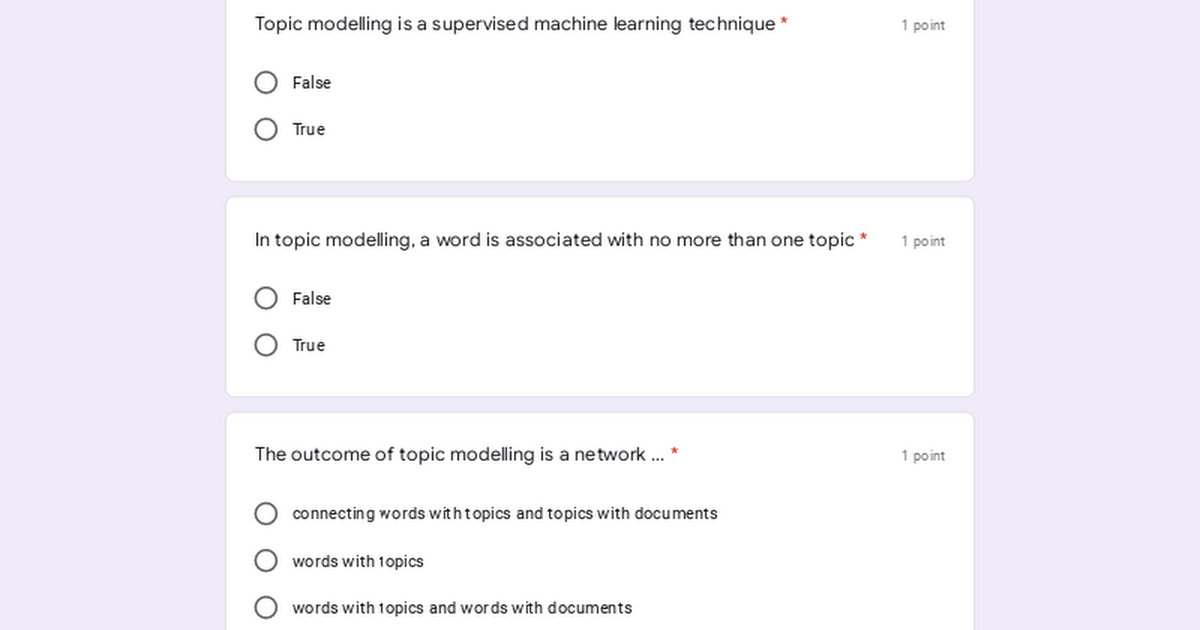 Topic modelling is a supervised machine learning technique *
1 point
False
True
In topic modelling, a word is associated with no more than one topic *
1 point
False
True
The outcome of topic modelling is a network ... *
1 point
connecting words with topics and topics with documents
words with topics
words with topics and words with documents